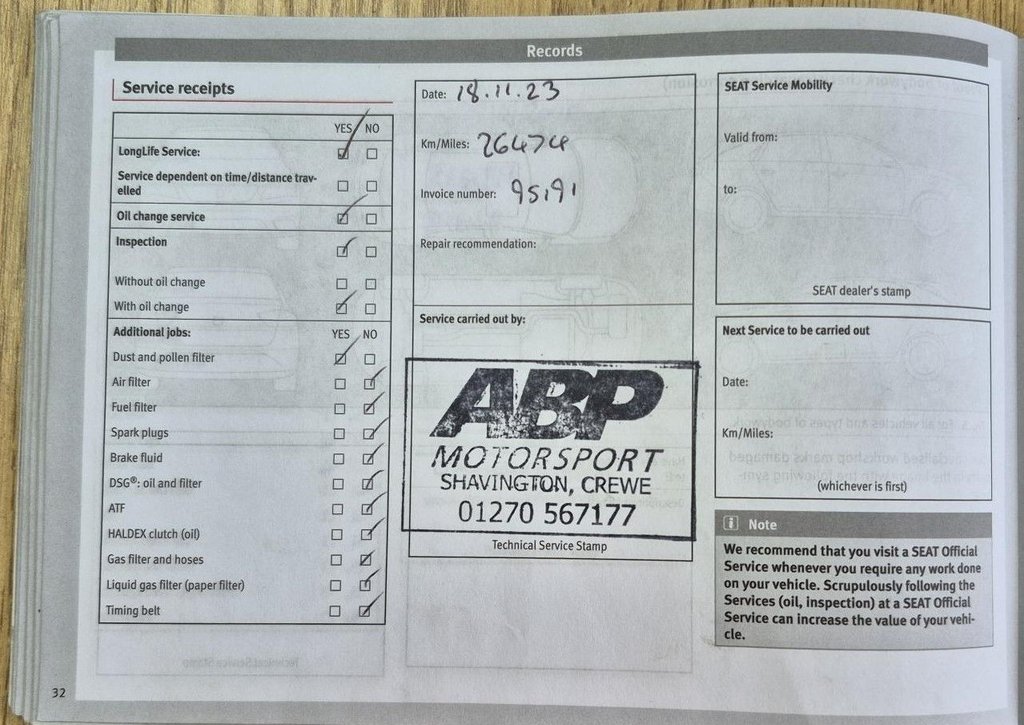 Records
Service receipts
YES NO
LongLife Service:
Service dependent on time/distance trav-
elled
Oil change service
Inspection
Without oil change
With oil change
Additional jobs: YES NO
Dust and pollen filter
Air filter
Fuel filter
Spark plugs
Brake fluid
DSG®: oil and filter
ATF
HALDEX clutch (oil)
Gas filter and hoses
Liquid gas filter (paper filter)
Timing belt
Date: 18.11.23
Km/Miles: 26474
Invoice number: 95191
Repair recommendation:
Service carried out by:
ABP
MOTORSPORT
SHAVINGTON, CREWE
01270 567177
Technical Service Stamp
SEAT Service Mobility
Valid from:
to:
SEAT dealer's stamp
Next Service to be carried out
Date:
Km/Miles:
(whichever is first)
i Note
We recommend that you visit a SEAT Official
Service whenever you require any work done
on your vehicle. Scrupulously following the
Services (oil, inspection) at a SEAT Official
Service can increase the value of your vehi-
cle.
32